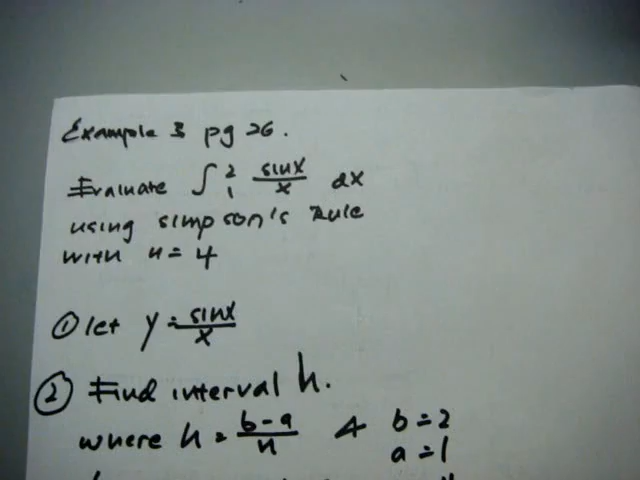 Example 3 pg 26.
Evaluate ∫₁² sinx/x dx
using simpson's Rule
with n = 4
① let y = sinx/x
② Find interval h.
where h = b-a/n & b = 2
a = 1